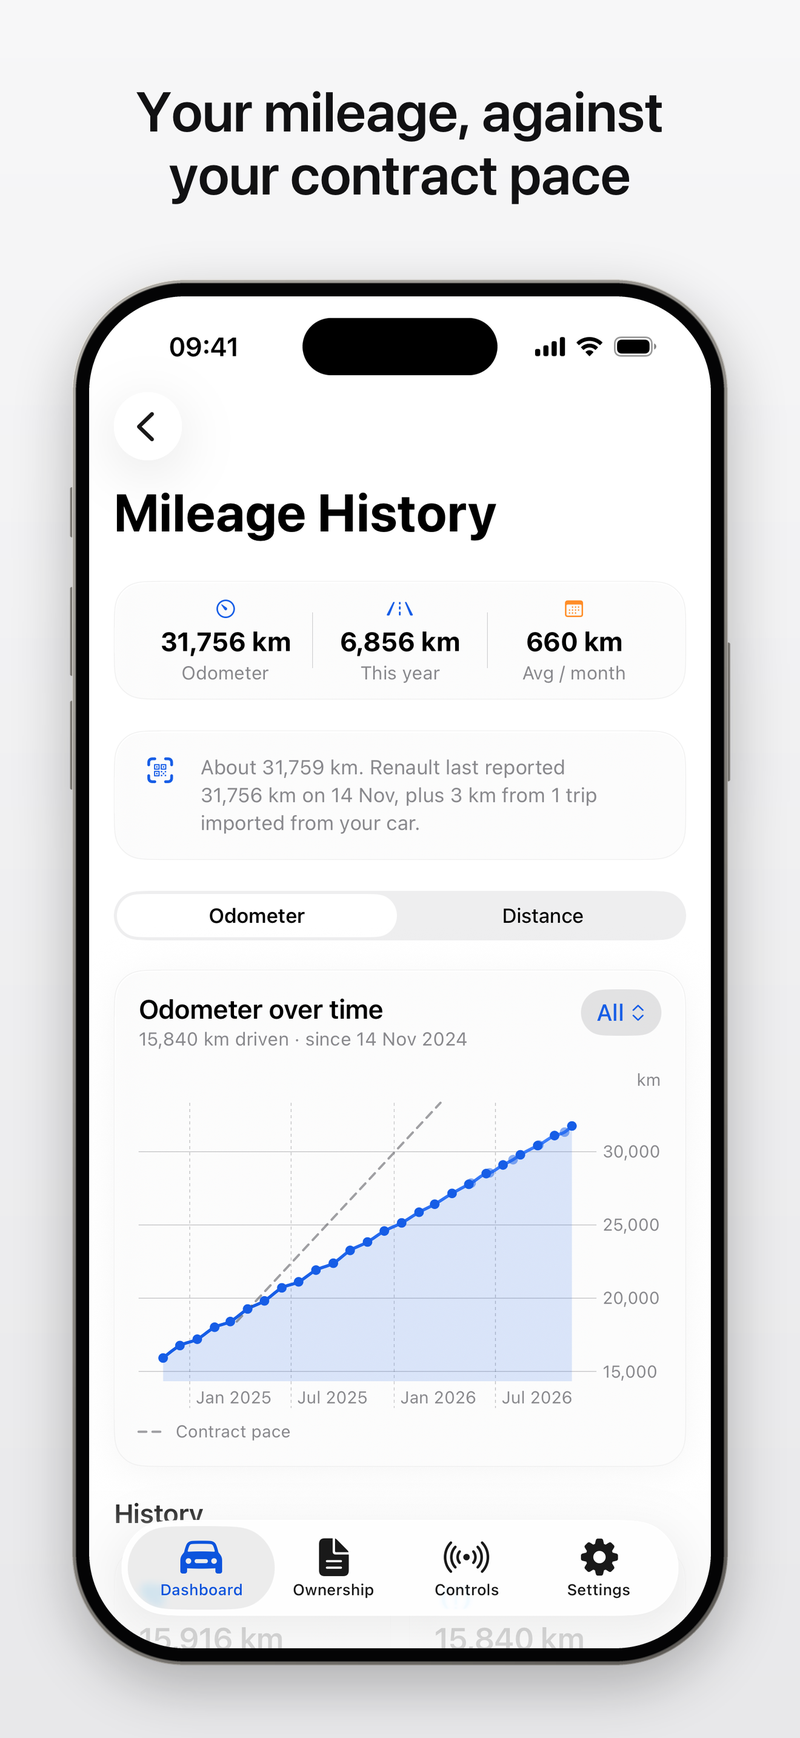 Your mileage, against
your contract pace
09:41
Mileage History
31,756 km
Odometer
6,856 km
This year
660 km
Avg / month
About 31,759 km. Renault last reported
31,756 km on 14 Nov, plus 3 km from 1 trip
imported from your car.
Odometer
Distance
Odometer over time
15,840 km driven · since 14 Nov 2024
All
km
30,000
25,000
20,000
15,000
Jan 2025
Jul 2025
Jan 2026
Jul 2026
Contract pace
History
Dashboard
Ownership
Controls
Settings
15,916 km
15,840 km